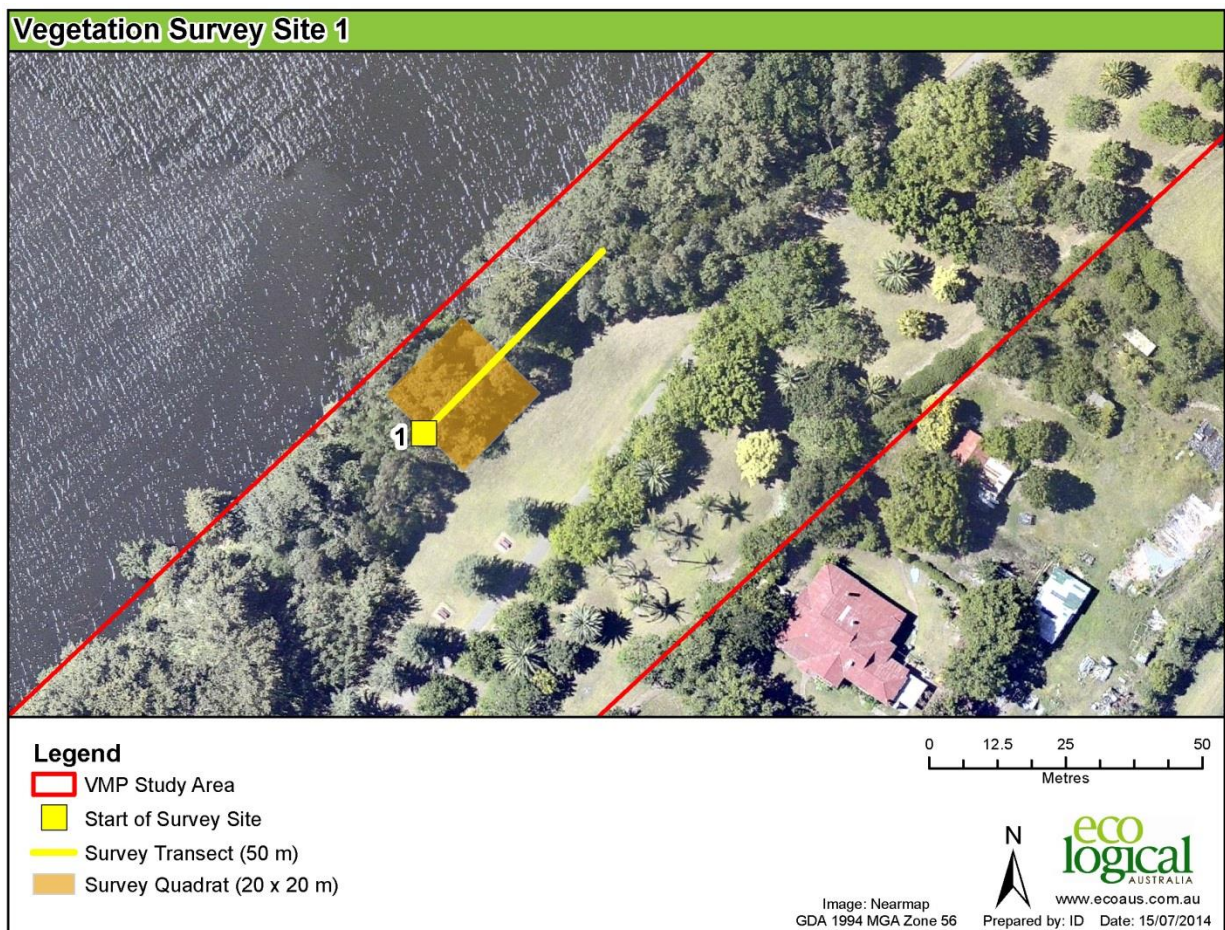 Vegetation Survey Site 1
1
Legend
VMP Study Area
Start of Survey Site
Survey Transect (50 m)
Survey Quadrat (20 x 20 m)
0 12.5 25 50
Metres
N
eco
logical
AUSTRALIA
www.ecoaus.com.au
Image: Nearmap
GDA 1994 MGA Zone 56 Prepared by: ID Date: 15/07/2014